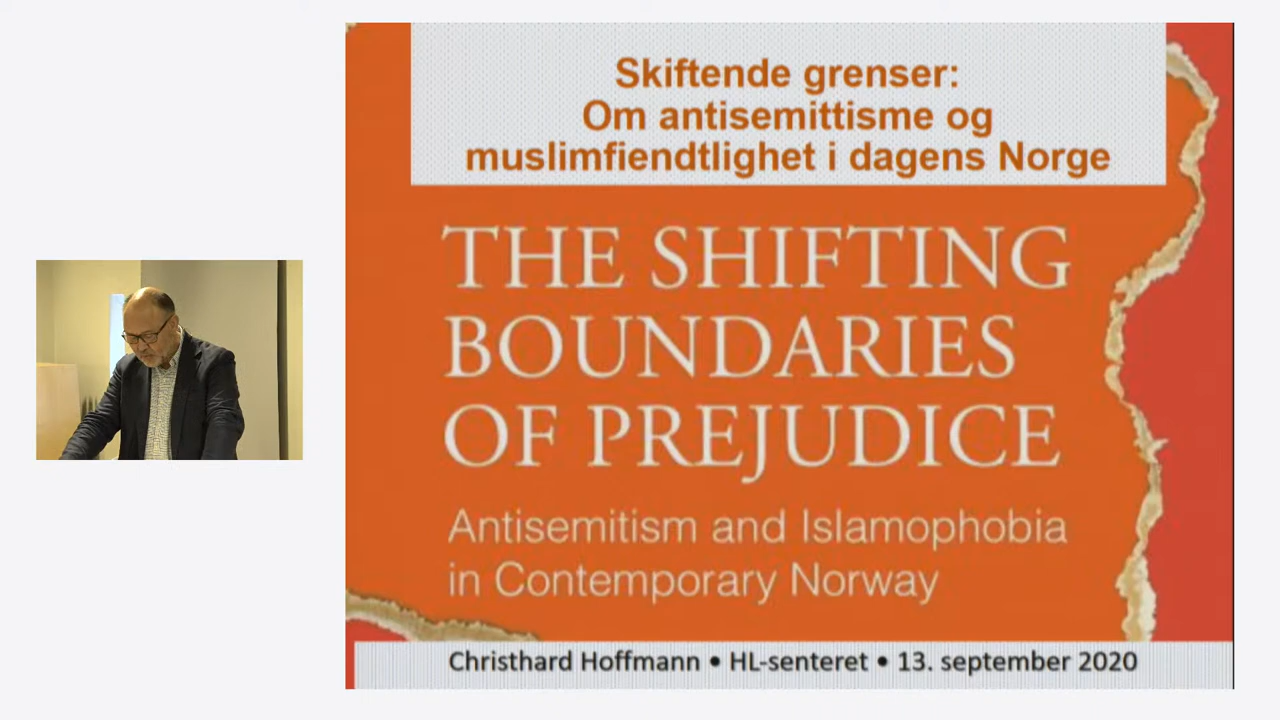 Skiftende grenser:
Om antisemittisme og
muslimfiendtlighet i dagens Norge
THE SHIFTING
BOUNDARIES
OF PREJUDICE
Antisemitism and Islamophobia
in Contemporary Norway
Christhard Hoffmann • HL-senteret • 13. september 2020